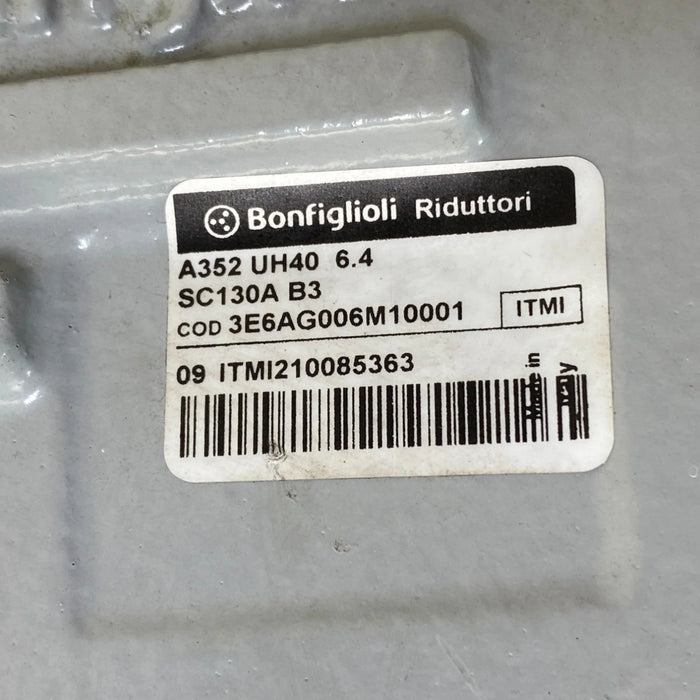 Bonfiglioli Riduttori
A352 UH40 6.4
SC130A B3
COD 3E6AG006M10001 ITMI
09 ITMI210085363
Made in
Italy